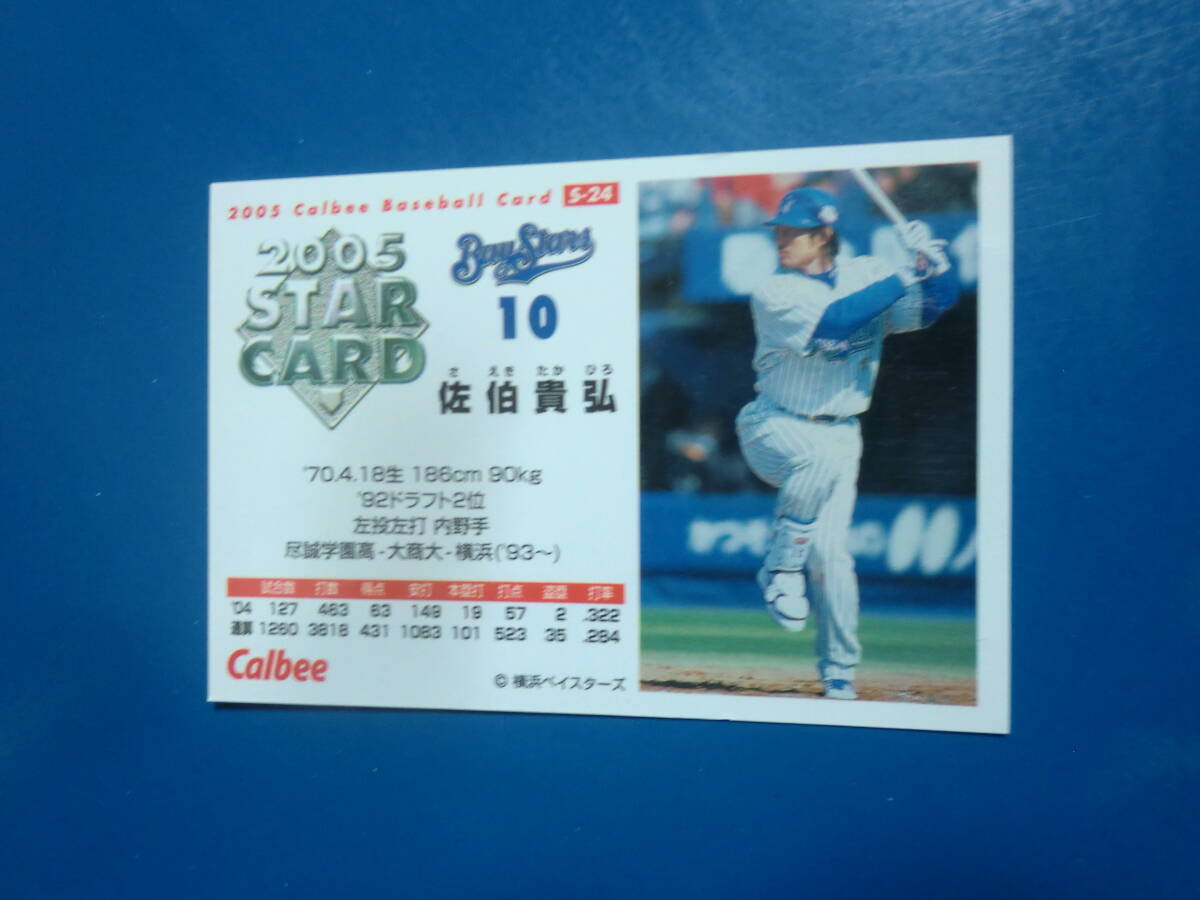 2005 Calbee Baseball Card S-24
2005
STAR
CARD
BayStars
10
さ えき たか ひろ
佐伯貴弘
'70.4.18生 186cm 90kg
'92ドラフト2位
左投左打 内野手
尽誠学園高-大商大-横浜('93~)
試合数 打数 得点 安打 本塁打 打点 盗塁 打率
'04 127 463 63 149 19 57 2 .322
通算 1260 3818 431 1083 101 523 35 .284
Calbee
© 横浜ベイスターズ